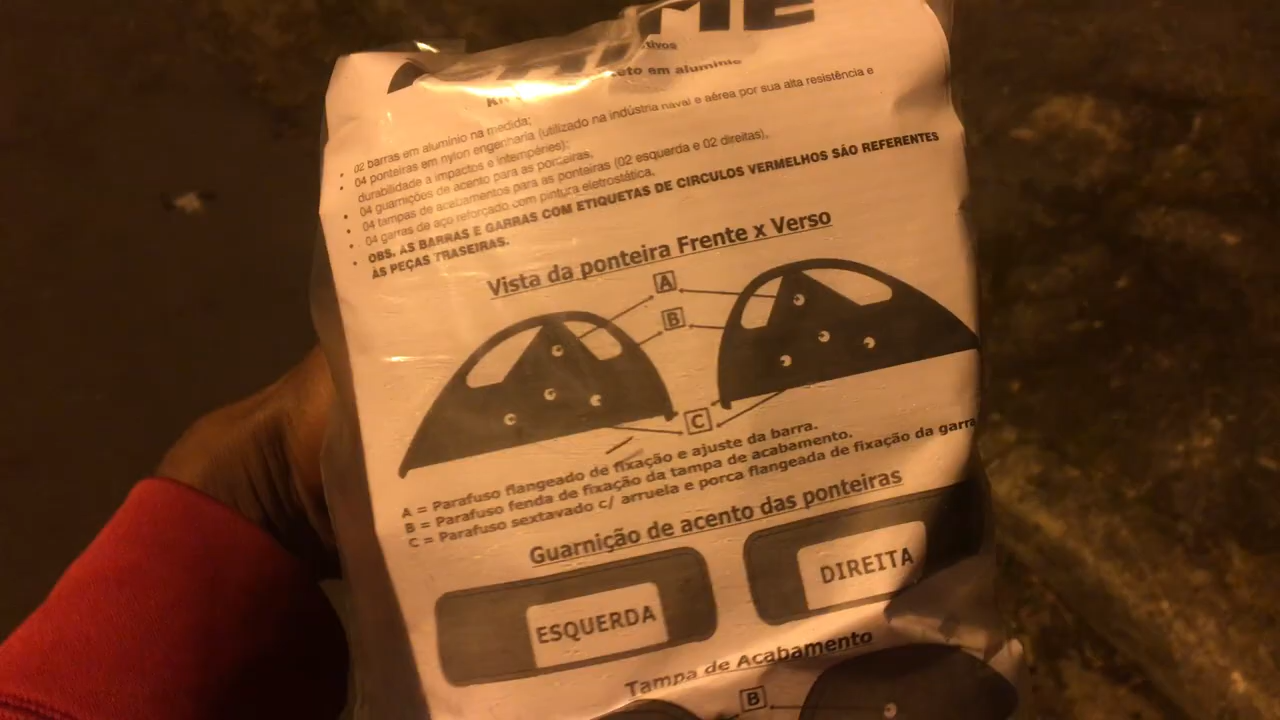 ME
tivos
eto em alumínio
02 barras em alumínio na medida;
04 ponteiras em nylon engenharia (utilizado na indústria naval e aérea por sua alta resistência e
durabilidade a impactos e intempéries);
04 guarnições de acento para as ponteiras,
04 tampas de acabamentos para as ponteiras (02 esquerda e 02 direitas),
04 garras de aço reforçado com pintura eletrostática,
OBS, AS BARRAS E GARRAS COM ETIQUETAS DE CIRCULOS VERMELHOS SÃO REFERENTES
ÀS PEÇAS TRASEIRAS.
Vista da ponteira Frente x Verso
A
B
C
A = Parafuso flangeado de fixação e ajuste da barra.
B = Parafuso fenda de fixação da tampa de acabamento.
C = Parafuso sextavado c/ arruela e porca flangeada de fixação da garra
Guarnição de acento das ponteiras
ESQUERDA
DIREITA
Tampa de Acabamento
B